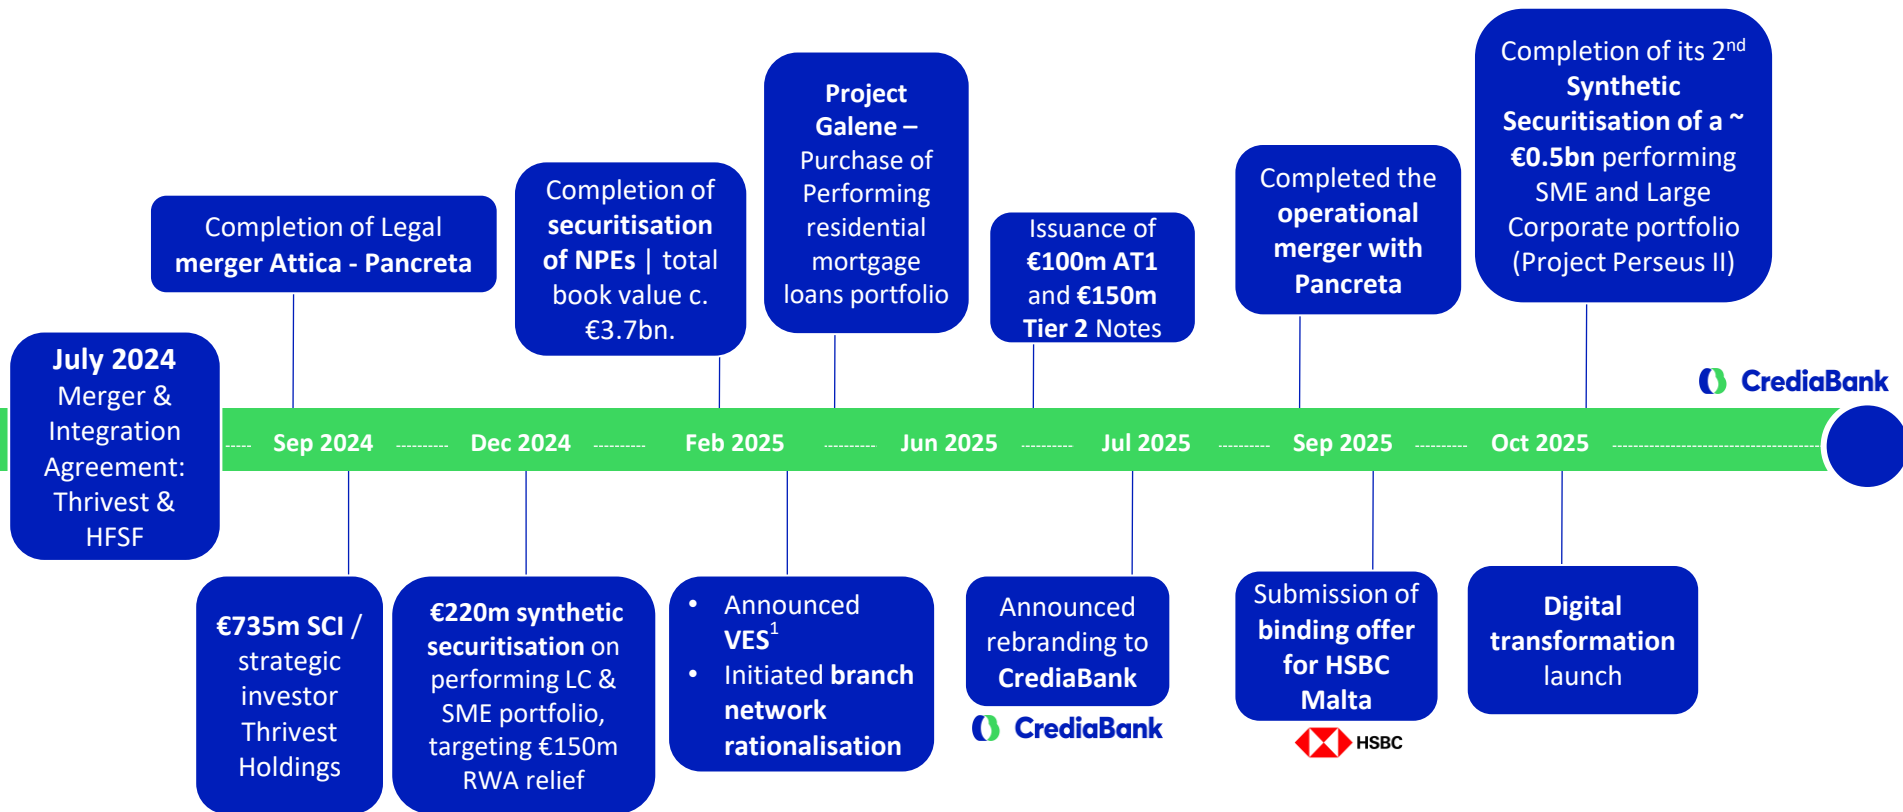 July 2024
Merger &
Integration
Agreement:
Thrivest &
HFSF
Completion of Legal
merger Attica - Pancreta
Completion of
securitisation
of NPEs | total
book value c.
€3.7bn.
Project
Galene –
Purchase of
Performing
residential
mortgage
loans portfolio
Issuance of
€100m AT1
and €150m
Tier 2 Notes
Completed the
operational
merger with
Pancreta
Completion of its 2nd
Synthetic
Securitisation of a ~
€0.5bn performing
SME and Large
Corporate portfolio
(Project Perseus II)
CrediaBank
Sep 2024
Dec 2024
Feb 2025
Jun 2025
Jul 2025
Sep 2025
Oct 2025
€735m SCI /
strategic
investor
Thrivest
Holdings
€220m synthetic
securitisation on
performing LC &
SME portfolio,
targeting €150m
RWA relief
• Announced
VES1
• Initiated branch
network
rationalisation
Announced
rebranding to
CrediaBank
CrediaBank
Submission of
binding offer
for HSBC
Malta
HSBC
Digital
transformation
launch